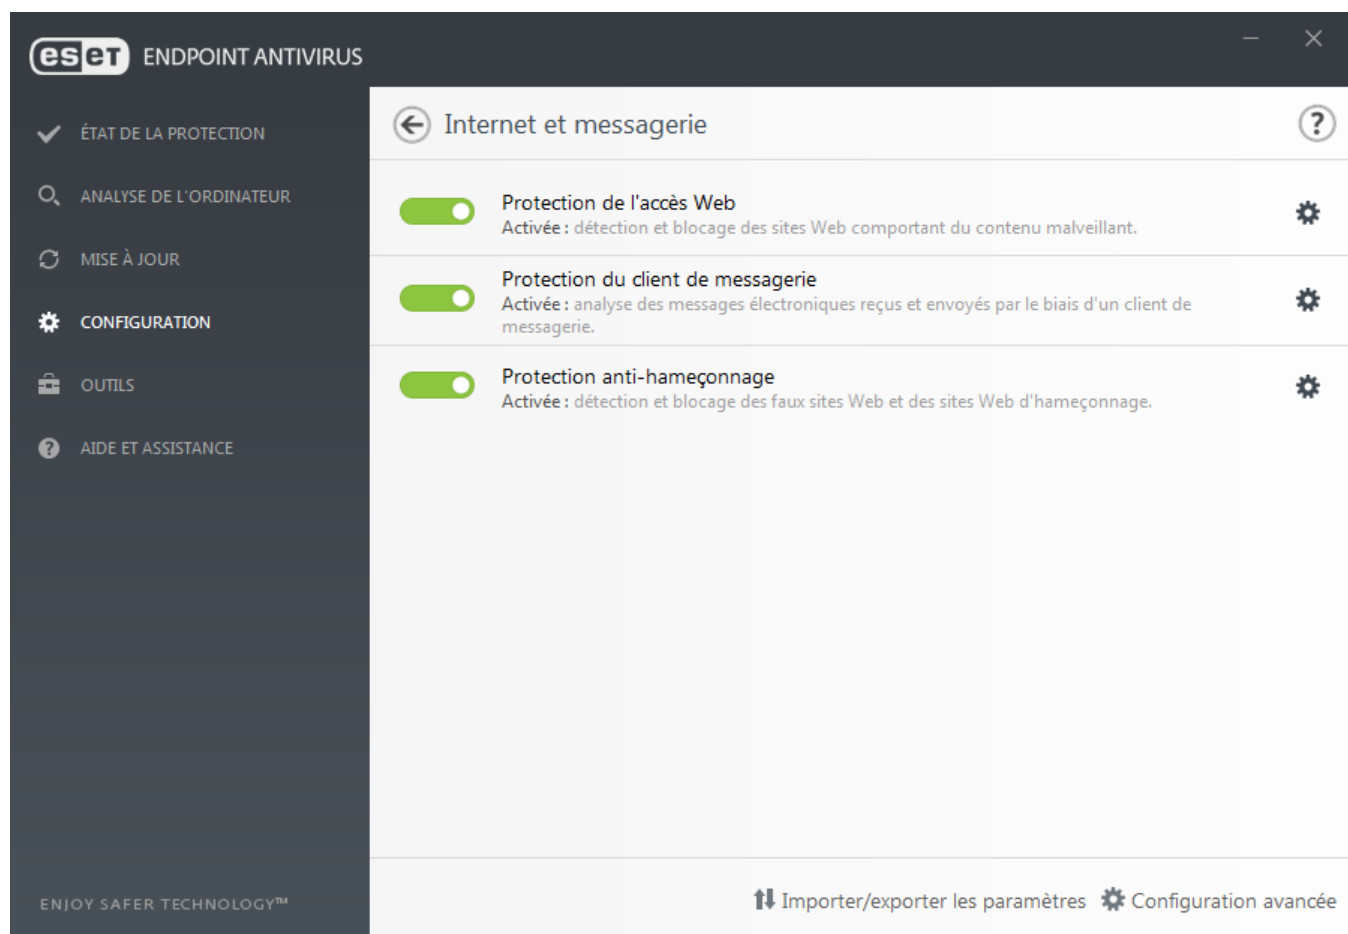 eset ENDPOINT ANTIVIRUS
ÉTAT DE LA PROTECTION
ANALYSE DE L'ORDINATEUR
MISE À JOUR
CONFIGURATION
OUTILS
AIDE ET ASSISTANCE
ENJOY SAFER TECHNOLOGY™
Internet et messagerie
?
Protection de l'accès Web
Activée : détection et blocage des sites Web comportant du contenu malveillant.
Protection du client de messagerie
Activée : analyse des messages électroniques reçus et envoyés par le biais d'un client de
messagerie.
Protection anti-hameçonnage
Activée : détection et blocage des faux sites Web et des sites Web d'hameçonnage.
Importer/exporter les paramètres Configuration avancée